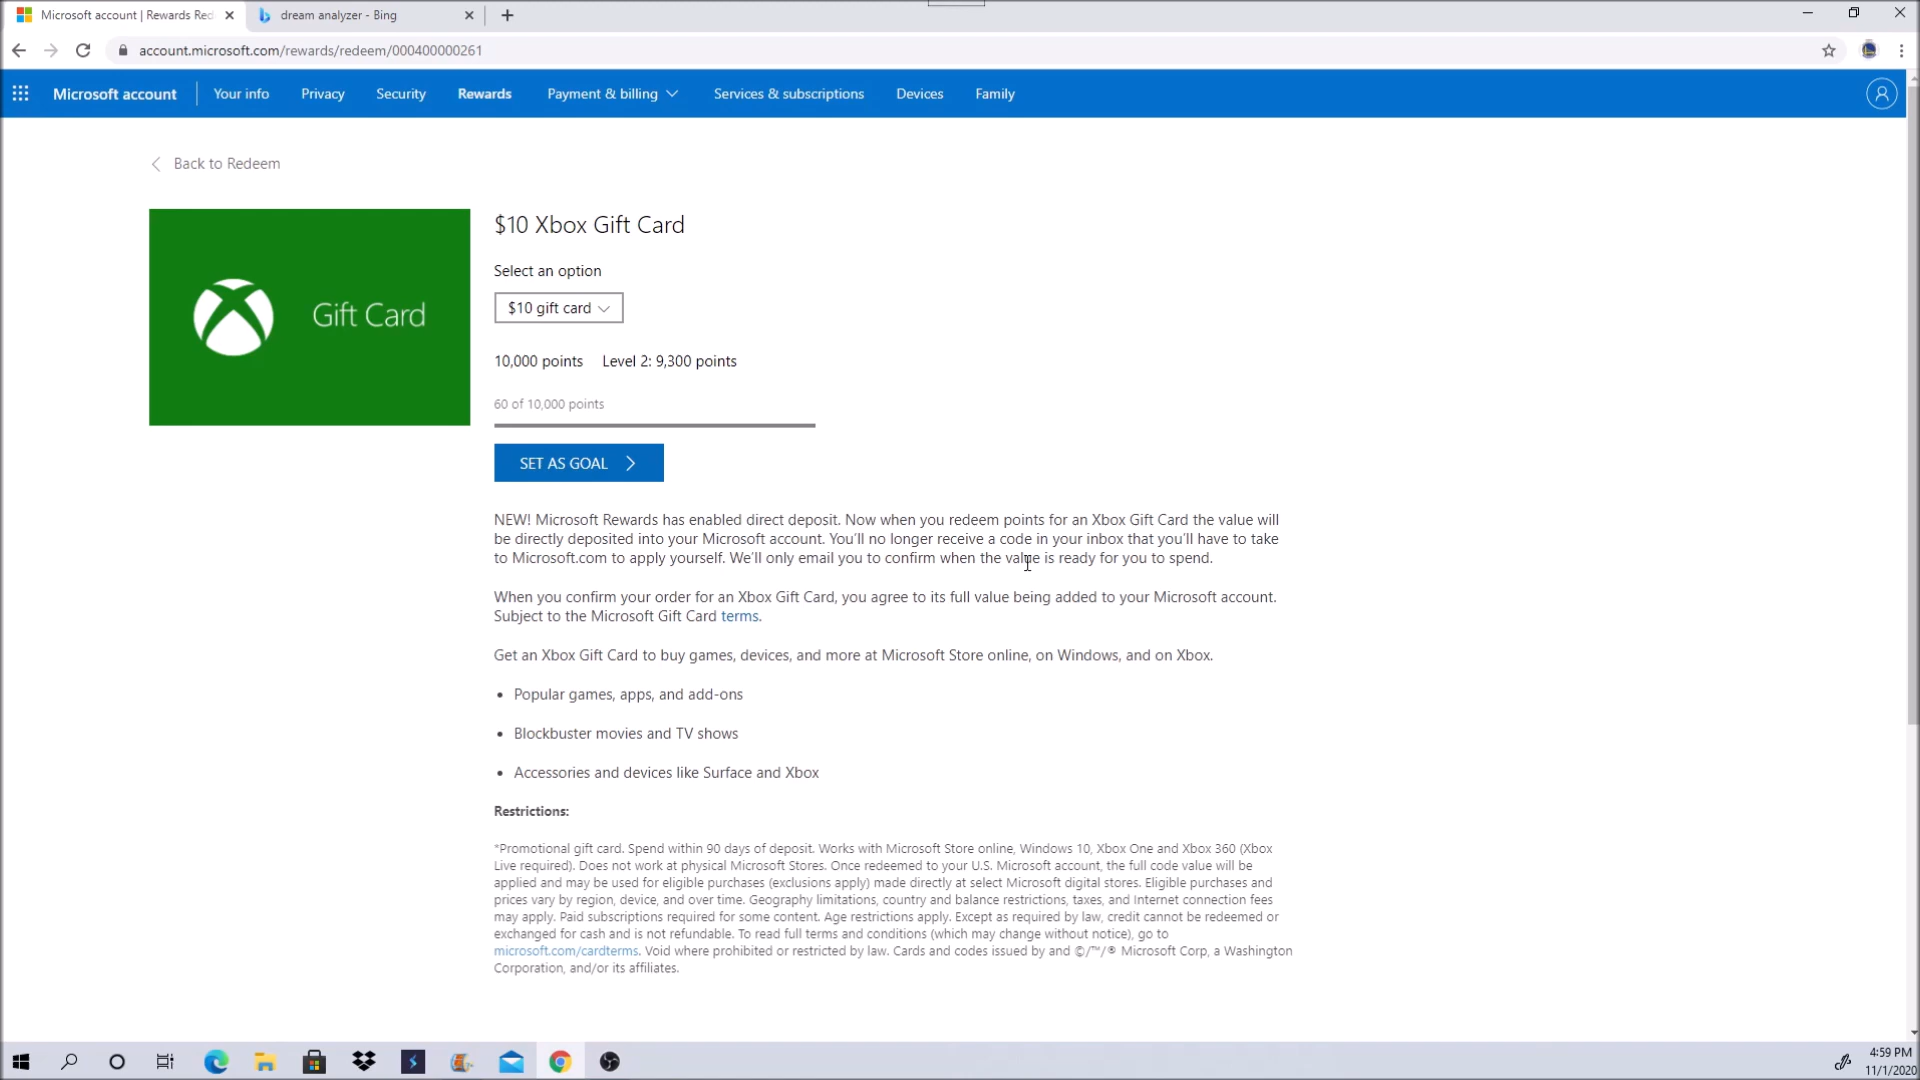 Microsoft account | Rewards Red
dream analyzer - Bing
account.microsoft.com/rewards/redeem/000400000261
Microsoft account Your info Privacy Security Rewards Payment & billing Services & subscriptions Devices Family
Back to Redeem
Gift Card
$10 Xbox Gift Card
Select an option
$10 gift card
10,000 points Level 2: 9,300 points
60 of 10,000 points
SET AS GOAL
NEW! Microsoft Rewards has enabled direct deposit. Now when you redeem points for an Xbox Gift Card the value will
be directly deposited into your Microsoft account. You'll no longer receive a code in your inbox that you'll have to take
to Microsoft.com to apply yourself. We'll only email you to confirm when the value is ready for you to spend.
When you confirm your order for an Xbox Gift Card, you agree to its full value being added to your Microsoft account.
Subject to the Microsoft Gift Card terms.
Get an Xbox Gift Card to buy games, devices, and more at Microsoft Store online, on Windows, and on Xbox.
• Popular games, apps, and add-ons
• Blockbuster movies and TV shows
• Accessories and devices like Surface and Xbox
Restrictions:
*Promotional gift card. Spend within 90 days of deposit. Works with Microsoft Store online, Windows 10, Xbox One and Xbox 360 (Xbox
Live required). Does not work at physical Microsoft Stores. Once redeemed to your U.S. Microsoft account, the full code value will be
applied and may be used for eligible purchases (exclusions apply) made directly at select Microsoft digital stores. Eligible purchases and
prices vary by region, device, and over time. Geography limitations, country and balance restrictions, taxes, and Internet connection fees
may apply. Paid subscriptions required for some content. Age restrictions apply. Except as required by law, credit cannot be redeemed or
exchanged for cash and is not refundable. To read full terms and conditions (which may change without notice), go to
microsoft.com/cardterms. Void where prohibited or restricted by law. Cards and codes issued by and ©/™/® Microsoft Corp, a Washington
Corporation, and/or its affiliates.
4:59 PM
11/1/2020